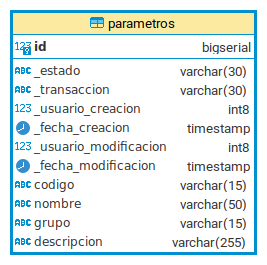 parametros
123 id bigserial
ABC _estado varchar(30)
ABC _transaccion varchar(30)
123 _usuario_creacion int8
_fecha_creacion timestamp
123 _usuario_modificacion int8
_fecha_modificacion timestamp
ABC codigo varchar(15)
ABC nombre varchar(50)
ABC grupo varchar(15)
ABC descripcion varchar(255)